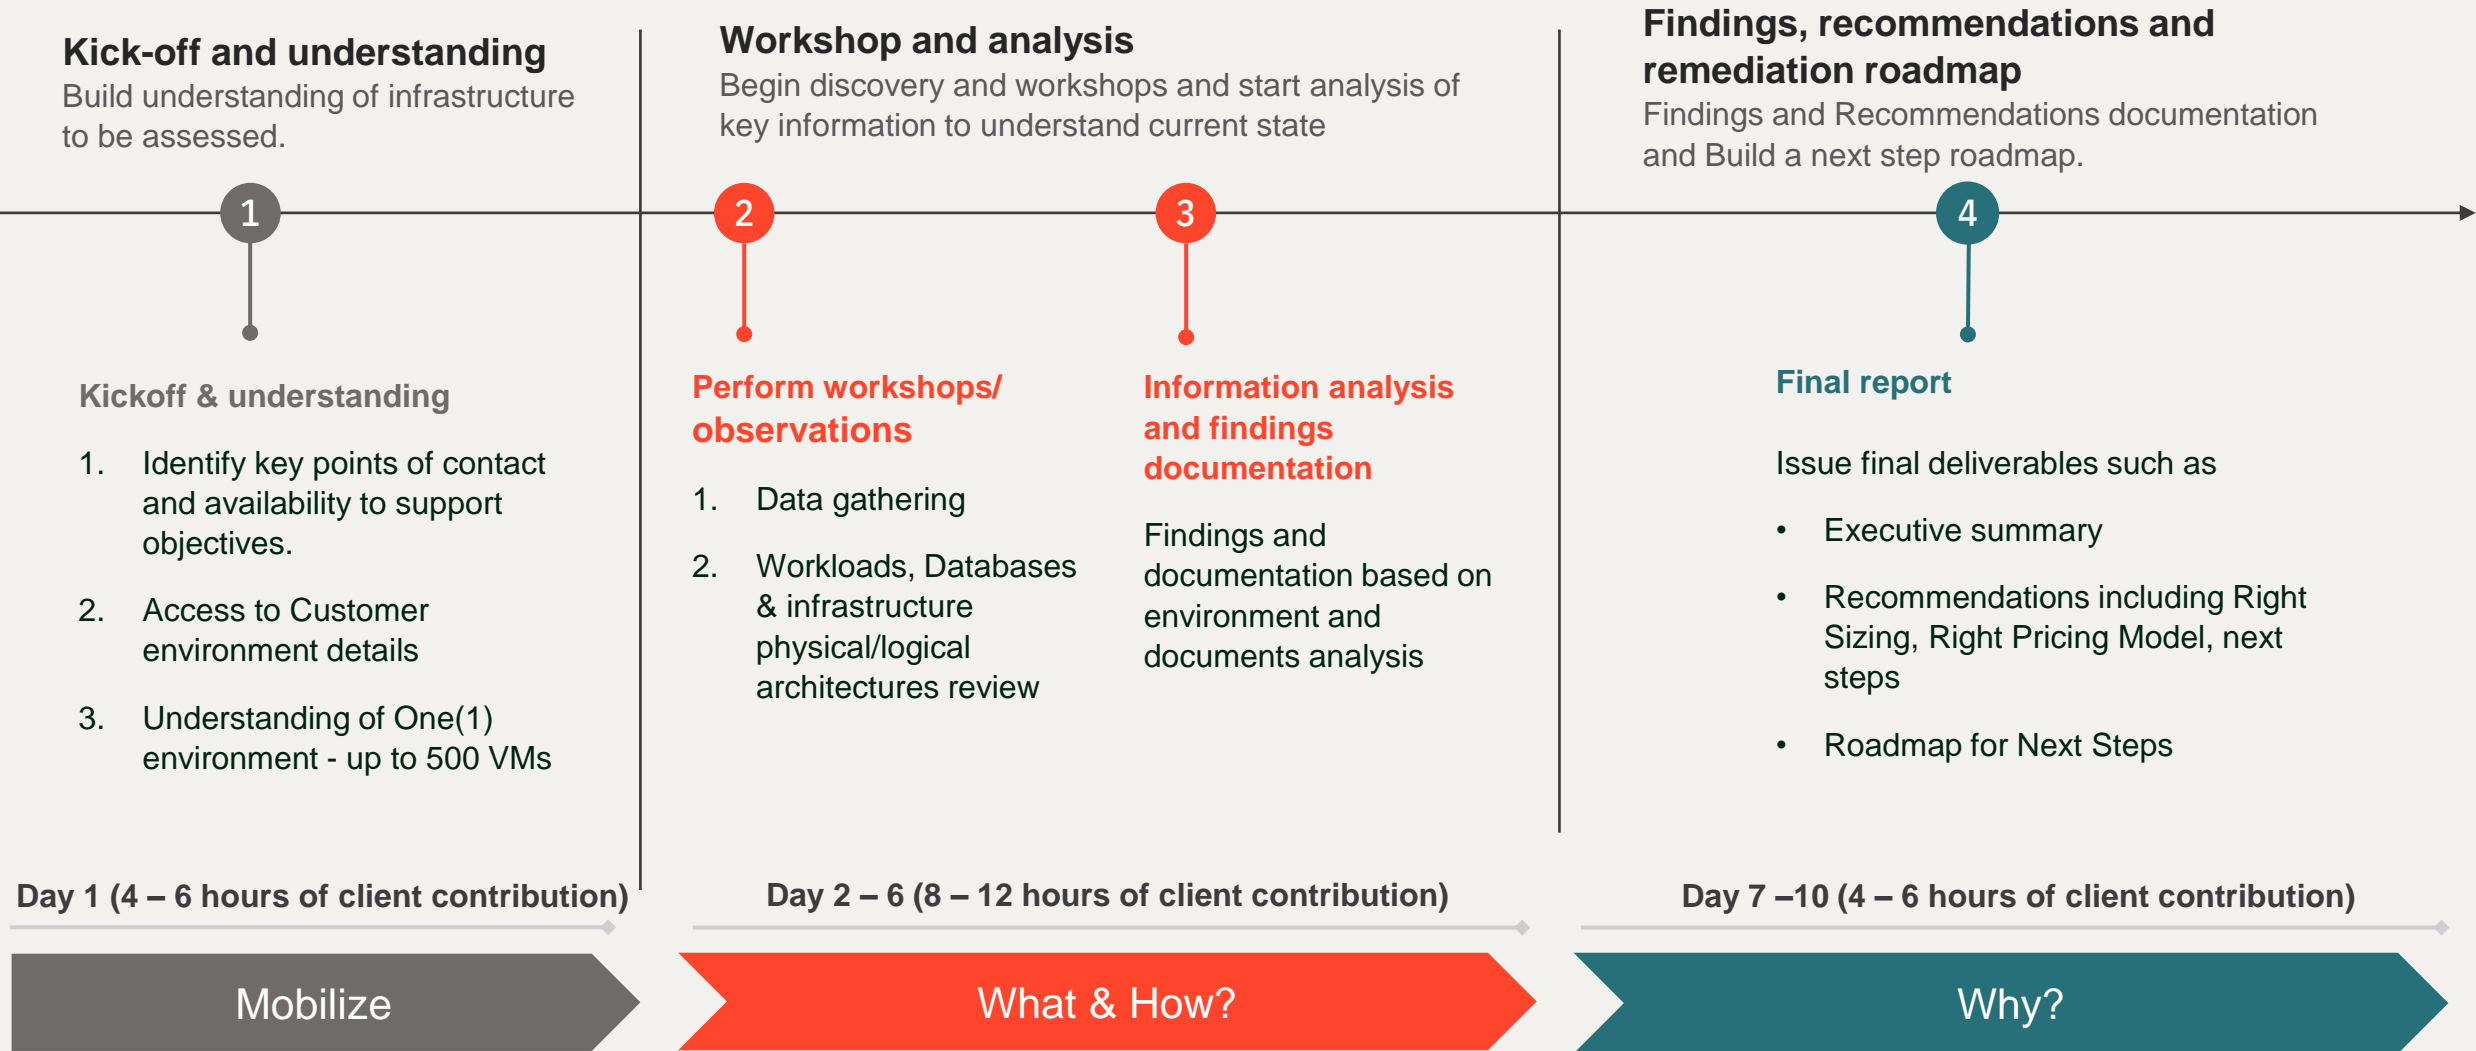 Kick-off and understanding
Build understanding of infrastructure
to be assessed.
Workshop and analysis
Begin discovery and workshops and start analysis of
key information to understand current state
Findings, recommendations and
remediation roadmap
Findings and Recommendations documentation
and Build a next step roadmap.
1
2
3
4
Kickoff & understanding
1. Identify key points of contact
and availability to support
objectives.
2. Access to Customer
environment details
3. Understanding of One(1)
environment - up to 500 VMs
Perform workshops/
observations
1. Data gathering
2. Workloads, Databases
& infrastructure
physical/logical
architectures review
Information analysis
and findings
documentation
Findings and
documentation based on
environment and
documents analysis
Final report
Issue final deliverables such as
• Executive summary
• Recommendations including Right
Sizing, Right Pricing Model, next
steps
• Roadmap for Next Steps
Day 1 (4 – 6 hours of client contribution)
Day 2 – 6 (8 – 12 hours of client contribution)
Day 7 –10 (4 – 6 hours of client contribution)
Mobilize
What & How?
Why?